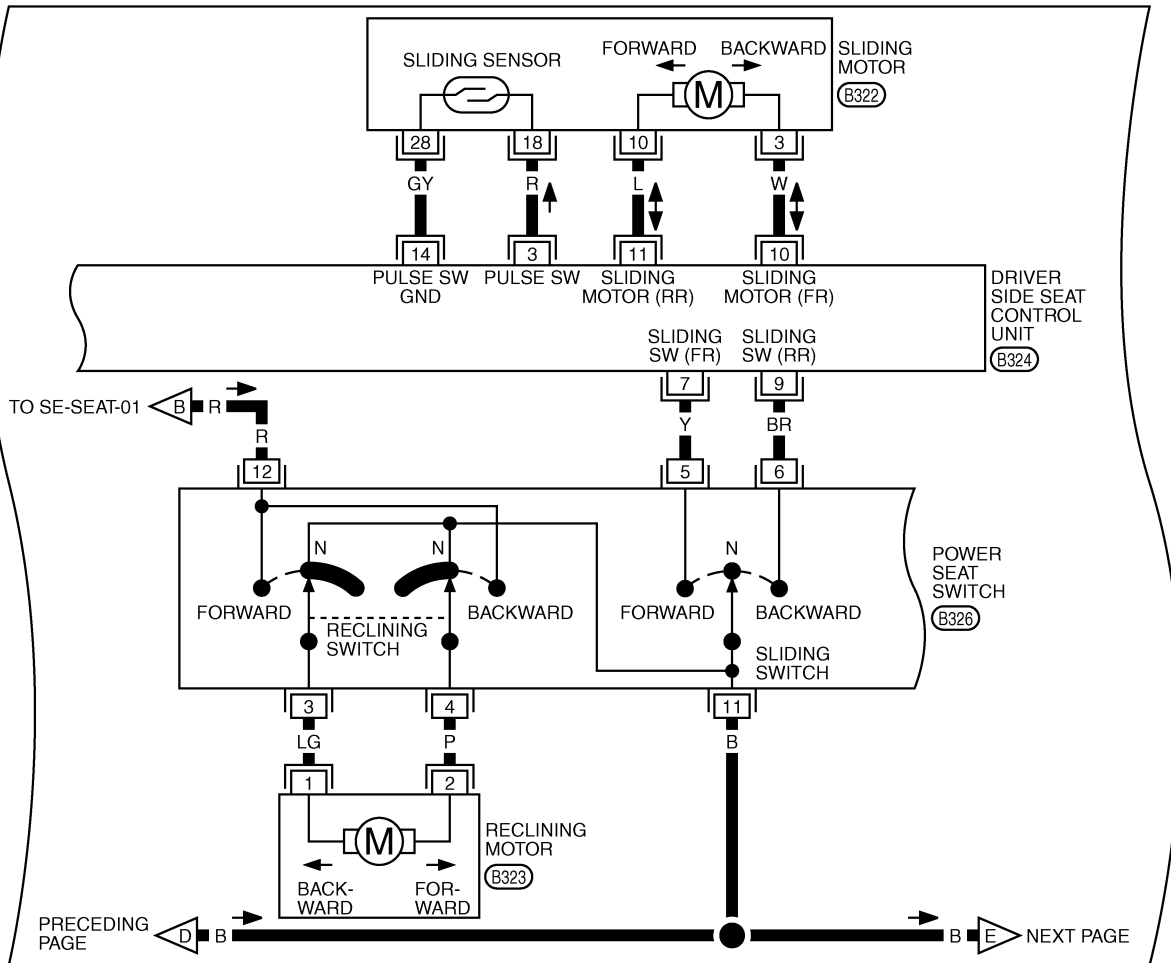 FORWARD BACKWARD SLIDING
SLIDING SENSOR MOTOR
M B322
28 18 10 3
GY R L W
14 3 11 10
PULSE SW PULSE SW SLIDING SLIDING DRIVER
GND MOTOR (RR) MOTOR (FR) SIDE SEAT
CONTROL
UNIT
SLIDING SLIDING
SW (FR) SW (RR) B324
7 9
TO SE-SEAT-01 B R
Y BR
R
12 5 6
N N N
POWER
SEAT
SWITCH
FORWARD BACKWARD FORWARD BACKWARD B326
RECLINING
SWITCH
SLIDING
SWITCH
3 4 11
LG P B
1 2
M RECLINING
MOTOR
B323
BACK- FOR-
WARD WARD
PRECEDING
PAGE
D B B E NEXT PAGE